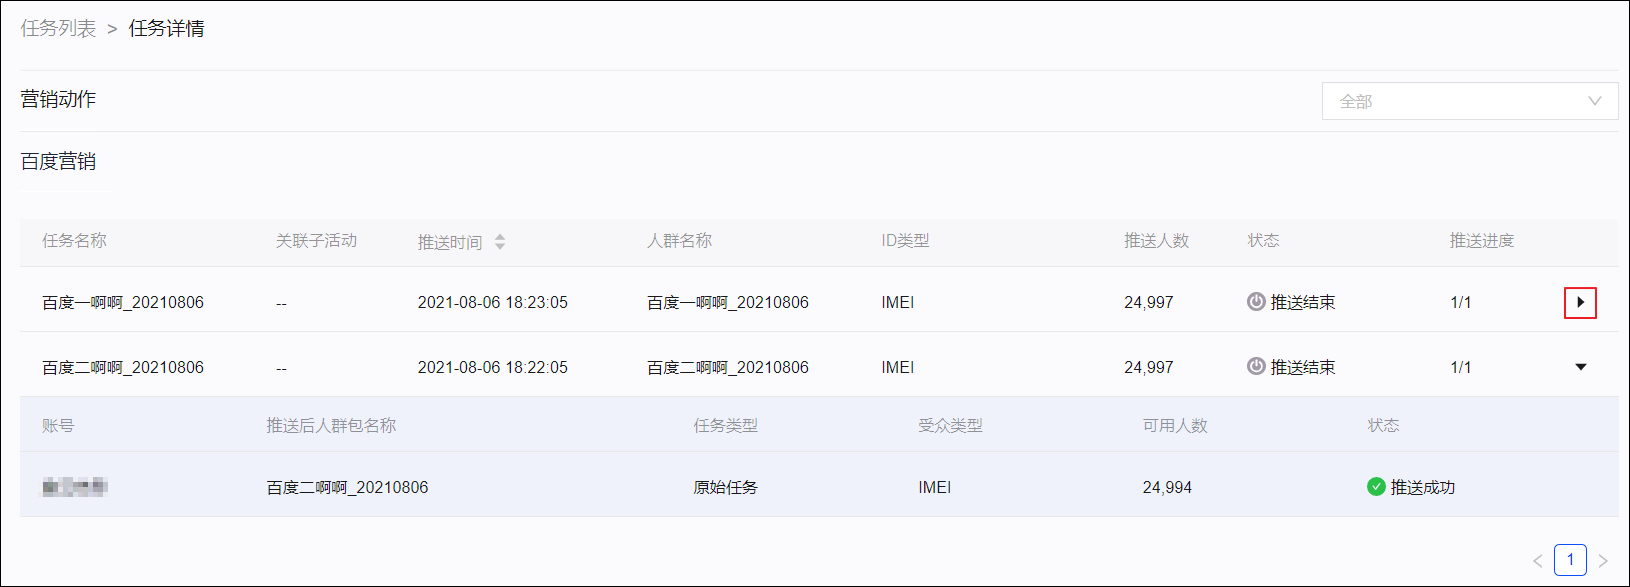 任务列表 > 任务详情
营销动作 全部
百度营销
任务名称 关联子活动 推送时间 人群名称 ID类型 推送人数 状态 推送进度
百度一啊啊_20210806 -- 2021-08-06 18:23:05 百度一啊啊_20210806 IMEI 24,997 推送结束 1/1
百度二啊啊_20210806 -- 2021-08-06 18:22:05 百度二啊啊_20210806 IMEI 24,997 推送结束 1/1
账号 推送后人群包名称 任务类型 受众类型 可用人数 状态
百度二啊啊_20210806 原始任务 IMEI 24,994 推送成功
< 1 >